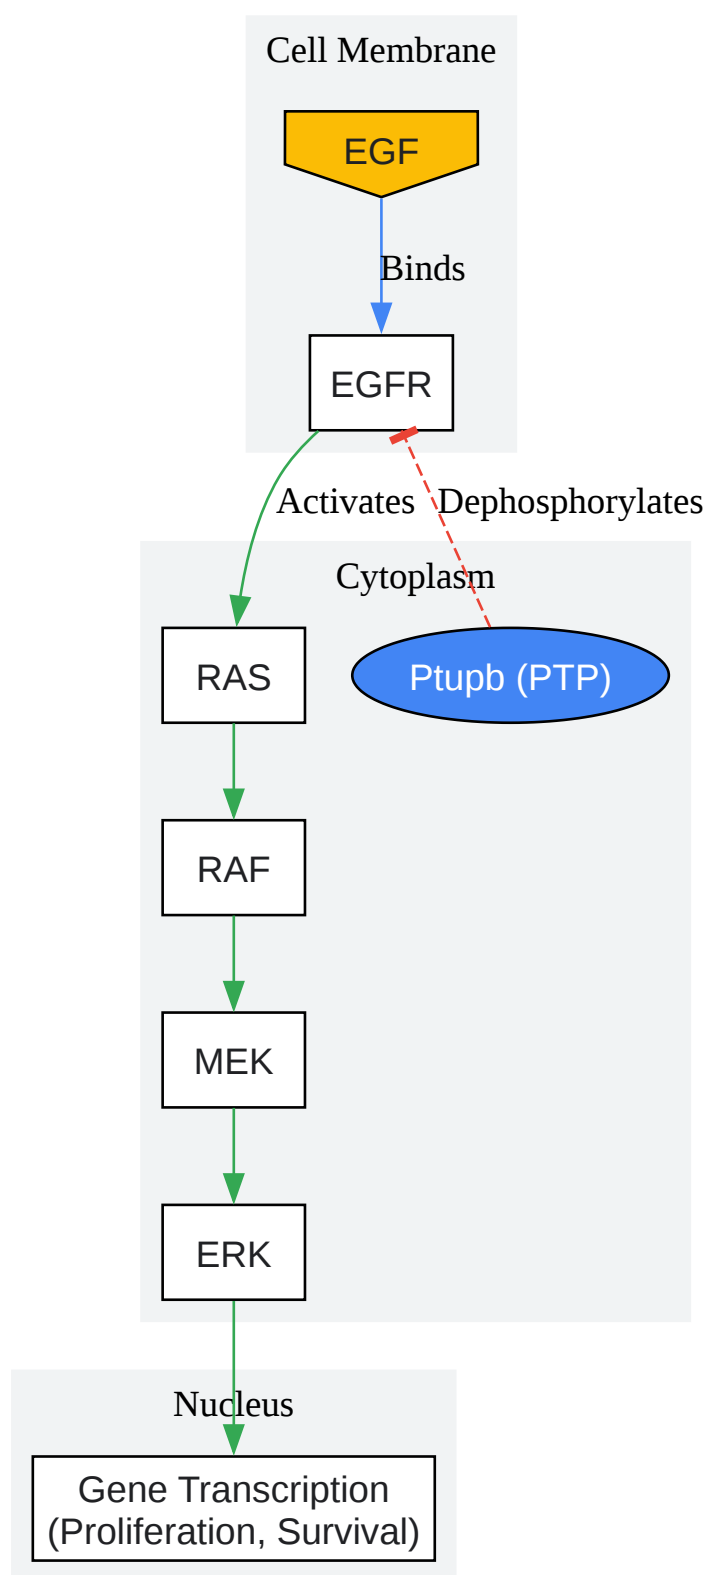 Cell Membrane
EGF
Binds
EGFR
Activates
Dephosphorylates
Cytoplasm
RAS
Ptupb (PTP)
RAF
MEK
ERK
Nucleus
Gene Transcription
(Proliferation, Survival)